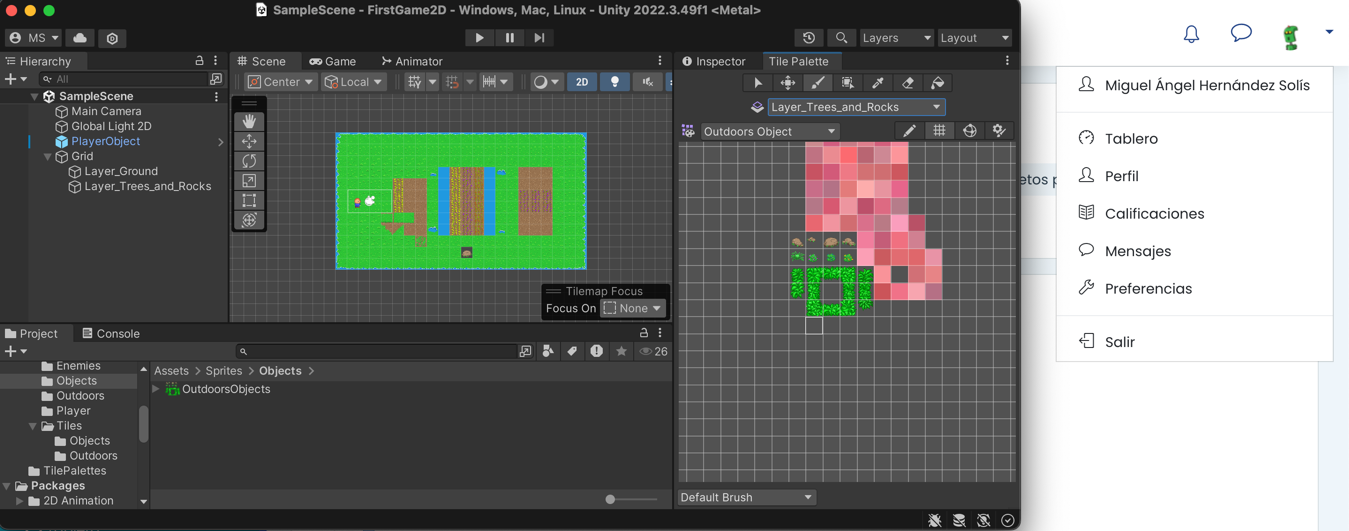 SampleScene - FirstGame2D - Windows, Mac, Linux - Unity 2022.3.49f1 <Metal>
MS
Layers
Layout
Hierarchy
All
SampleScene
Main Camera
Global Light 2D
PlayerObject
Grid
Layer_Ground
Layer_Trees_and_Rocks
Scene
Game
Animator
Center
Local
2D
Tilemap Focus
Focus On
None
Inspector
Tile Palette
Layer_Trees_and_Rocks
Outdoors Object
Default Brush
Project
Console
26
Enemies
Objects
Outdoors
Player
Tiles
Objects
Outdoors
TilePalettes
Packages
2D Animation
Assets > Sprites > Objects >
OutdoorsObjects
etos p
Miguel Ángel Hernández Solís
Tablero
Perfil
Calificaciones
Mensajes
Preferencias
Salir